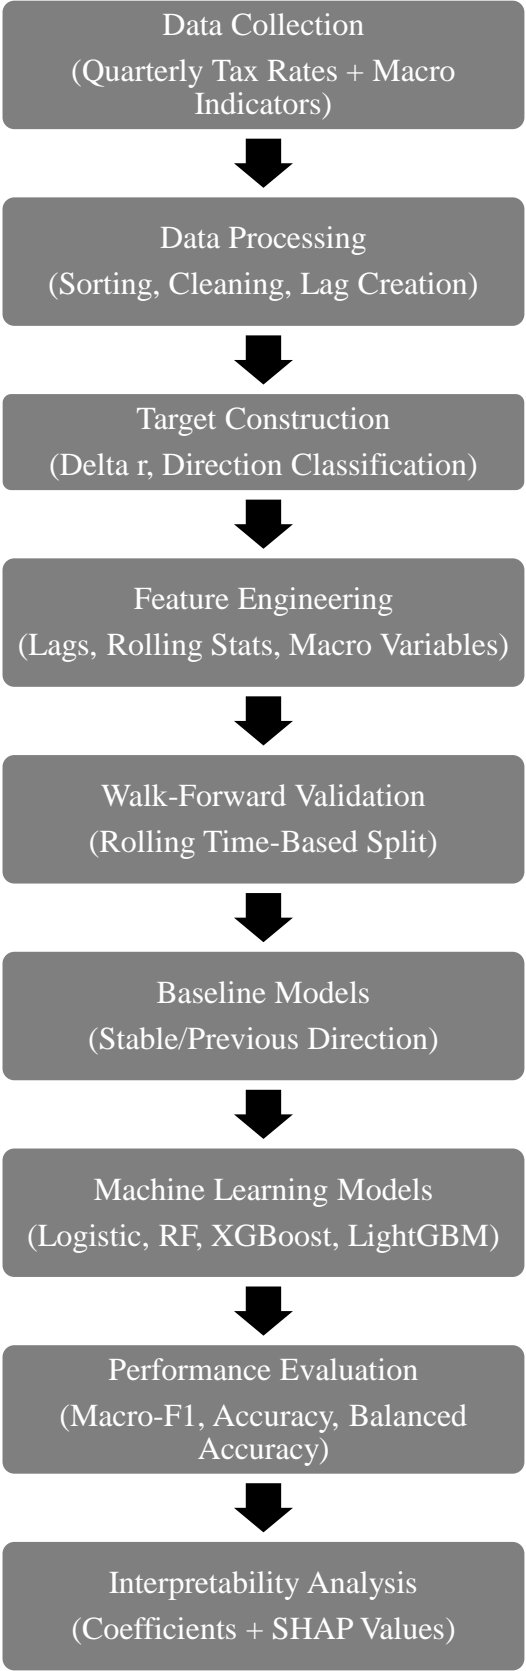 Data Collection
(Quarterly Tax Rates + Macro
Indicators)
Data Processing
(Sorting, Cleaning, Lag Creation)
Target Construction
(Delta r, Direction Classification)
Feature Engineering
(Lags, Rolling Stats, Macro Variables)
Walk-Forward Validation
(Rolling Time-Based Split)
Baseline Models
(Stable/Previous Direction)
Machine Learning Models
(Logistic, RF, XGBoost, LightGBM)
Performance Evaluation
(Macro-F1, Accuracy, Balanced
Accuracy)
Interpretability Analysis
(Coefficients + SHAP Values)